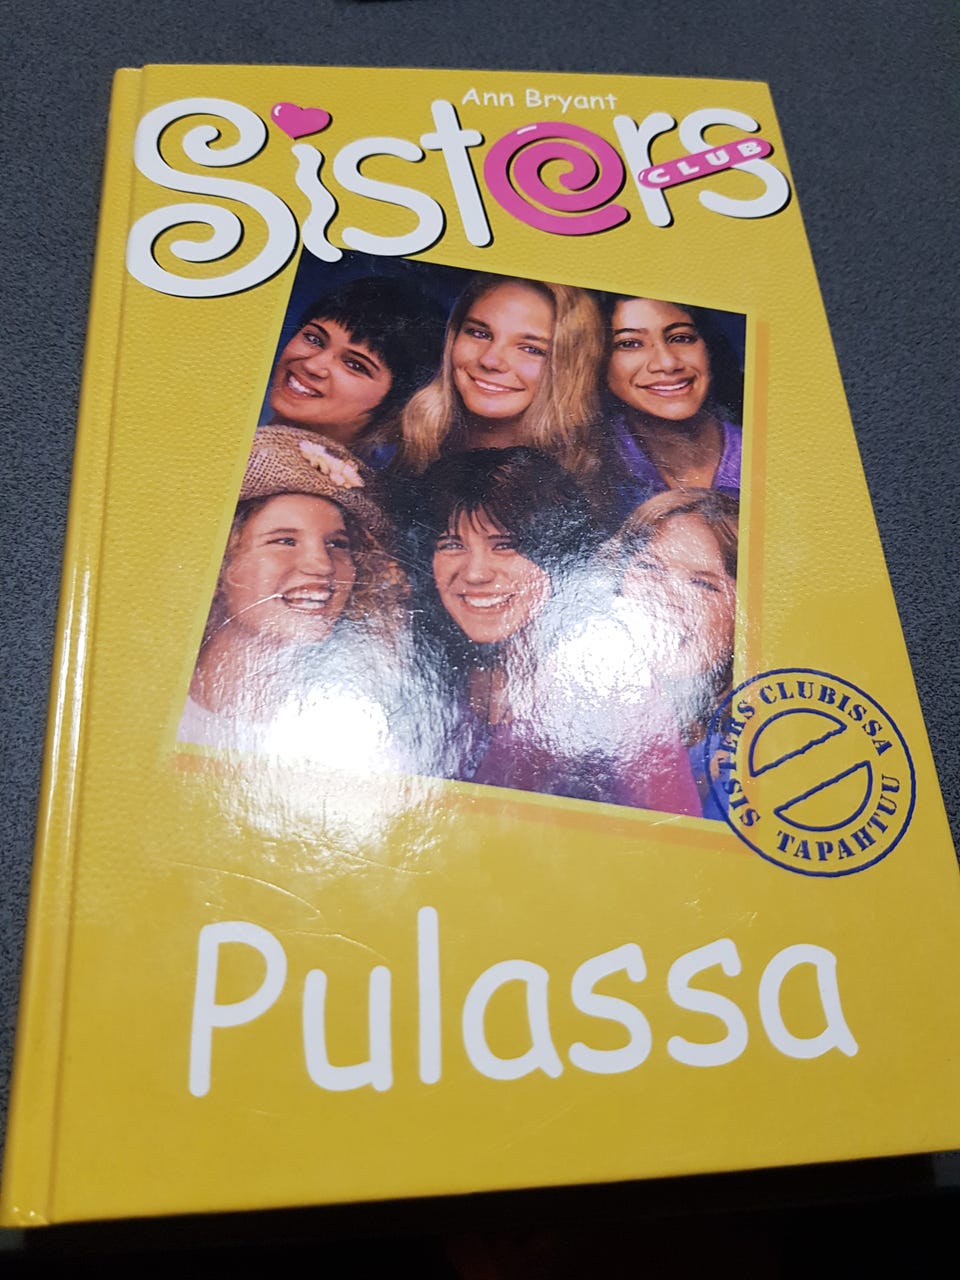 Ann Bryant
Sisters
CLUB
SISTERS CLUBISSA
TAPAHTUU
Pulassa